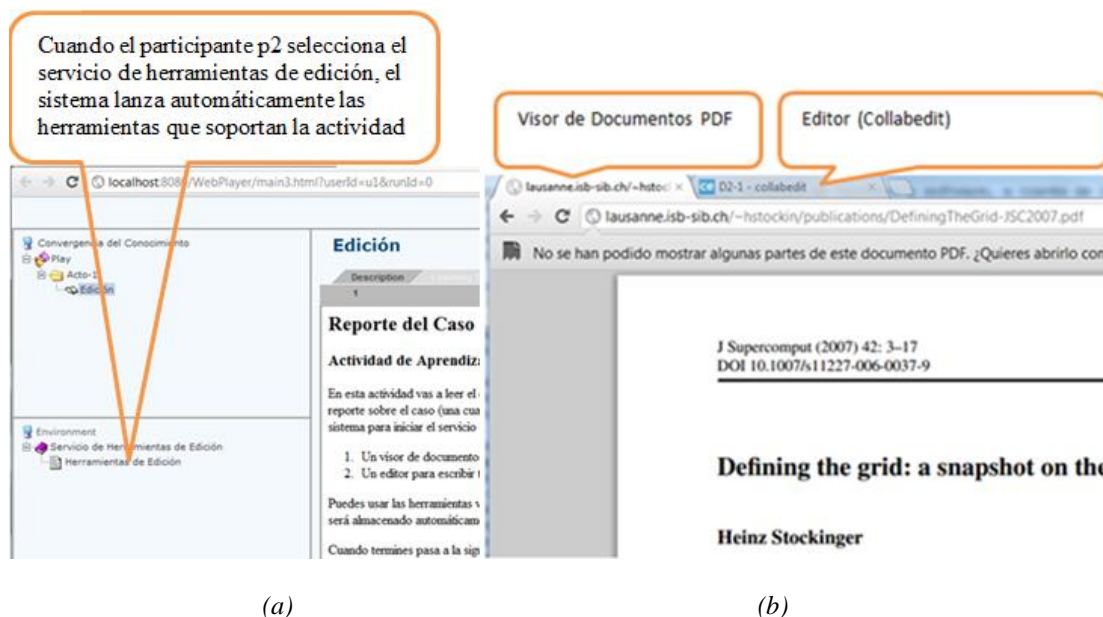 Cuando el participante p2 selecciona el
servicio de herramientas de edición, el
sistema lanza automáticamente las
herramientas que soportan la actividad
localhost:808 /WebPlayer/main3.html?userId=u1&runId=0
Convergencia del Conocimiento
Play
Acto-1
Edición
Environment
Servicio de Herramientas de Edición
Herramientas de Edición
Edición
Description
1
Reporte del Caso
Actividad de Aprendiz
En esta actividad vas a leer el
reporte sobre el caso (una cua
sistema para iniciar el servicio
1. Un visor de documento
2. Un editor para escribir
Puedes usar las herramientas
será almacenado automáticam
Cuando termines pasa a la sig
(a)
Visor de Documentos PDF
Editor (Collabedit)
lausanne.isb-sib.ch/~hstoc
ce D2-1 - collabedit
lausanne.isb-sib.ch/~hstockin/publications/DefiningTheGrid-JSC2007.pdf
No se han podido mostrar algunas partes de este documento PDF. ¿Quieres abrirlo con
J Supercomput (2007) 42: 3–17
DOI 10.1007/s11227-006-0037-9
Defining the grid: a snapshot on the
Heinz Stockinger
(b)